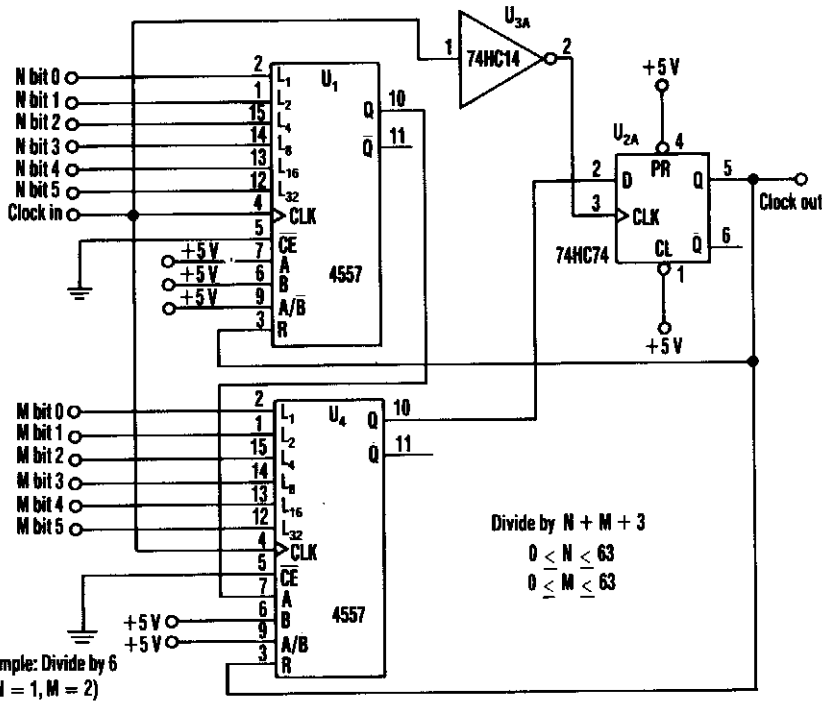 U3A
1
74HC14
2
+5 V
4
PR
U2A
2
D
Q
5
Clock out
3
CLK
CL
Q̅
6
74HC74
1
+5 V
N bit 0
N bit 1
N bit 2
N bit 3
N bit 4
N bit 5
Clock in
2
L1
U1
1
L2
15
L4
14
L8
13
L16
12
L32
4
CLK
5
C̅E̅
+5 V
7
A
+5 V
6
B
+5 V
9
A/B̅
3
R
4557
Q
10
Q̅
11
M bit 0
M bit 1
M bit 2
M bit 3
M bit 4
M bit 5
2
L1
U4
1
L2
15
L4
14
L8
13
L16
12
L32
4
CLK
5
C̅E̅
7
A
+5 V
6
B
+5 V
9
A/B̅
3
R
4557
Q
10
Q̅
11
Divide by N + M + 3
0 ≤ N ≤ 63
0 ≤ M ≤ 63
mple: Divide by 6
N = 1, M = 2)